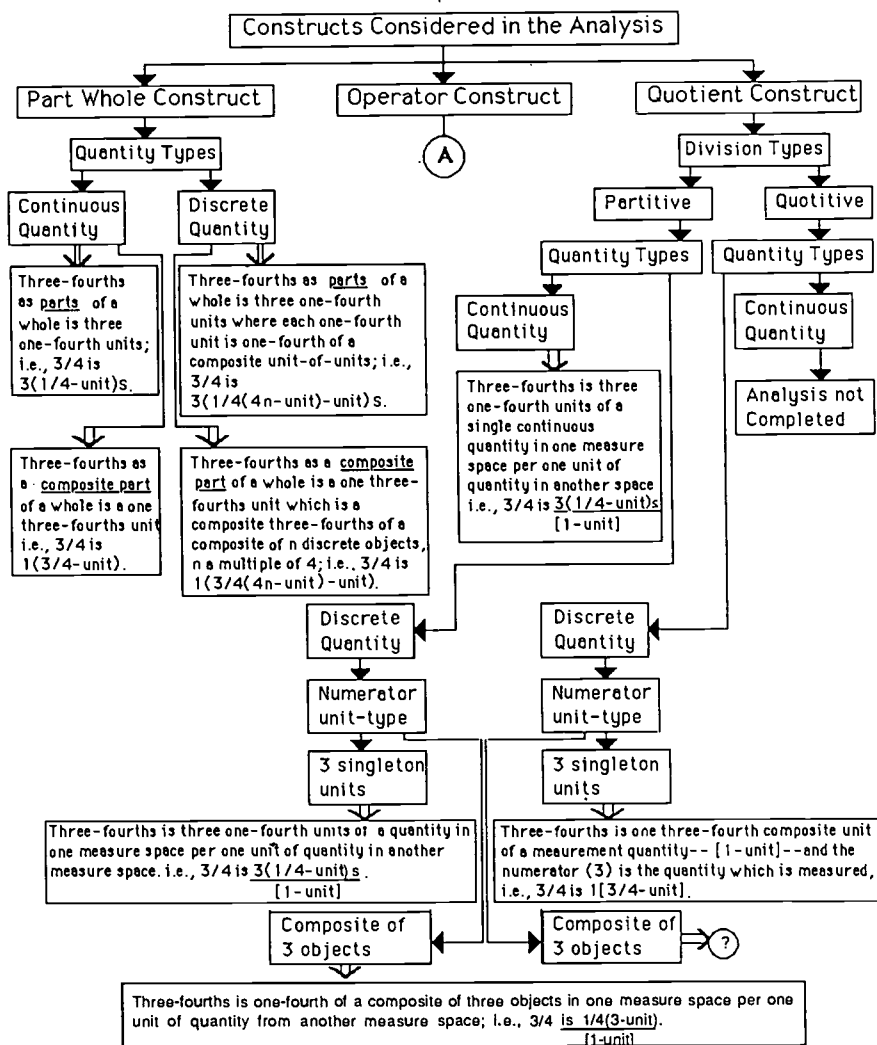 Constructs Considered in the Analysis
Part Whole Construct
Operator Construct
Quotient Construct
A
Quantity Types
Division Types
Continuous
Quantity
Discrete
Quantity
Partitive
Quotitive
Quantity Types
Quantity Types
Three-fourths
as parts of a
whole is three
one-fourth units;
i.e., 3/4 is
3(1/4-unit)s.
Three-fourths as parts of a
whole is three one-fourth
units where each one-fourth
unit is one-fourth of a
composite unit-of-units; i.e.,
3/4 is
3(1/4(4n-unit)-unit)s.
Continuous
Quantity
Continuous
Quantity
Three-fourths is three
one-fourth units of a
single continuous
quantity in one measure
space per one unit of
quantity in another space
i.e., 3/4 is 3(1/4-unit)s
[1-unit]
Analysis not
Completed
Three-fourths as
a composite part
of a whole is a one
three-fourths unit
i.e., 3/4 is
1(3/4-unit).
Three-fourths as a composite
part of a whole is a one three-
fourths unit which is a
composite three-fourths of a
composite of n discrete objects,
n a multiple of 4; i.e., 3/4 is
1(3/4(4n-unit)-unit).
Discrete
Quantity
Discrete
Quantity
Numerator
unit-type
Numerator
unit-type
3 singleton
units
3 singleton
units
Three-fourths is three one-fourth units of a quantity in
one measure space per one unit of quantity in another
measure space. i.e., 3/4 is 3(1/4-unit)s.
[1-unit]
Three-fourths is one three-fourth composite unit
of a meaurement quantity-- [1-unit]--and the
numerator (3) is the quantity which is measured,
i.e., 3/4 is 1[3/4-unit].
Composite of
3 objects
Composite of
3 objects
?
Three-fourths is one-fourth of a composite of three objects in one measure space per one
unit of quantity from another measure space; i.e., 3/4 is 1/4(3-unit).
[1-unit]